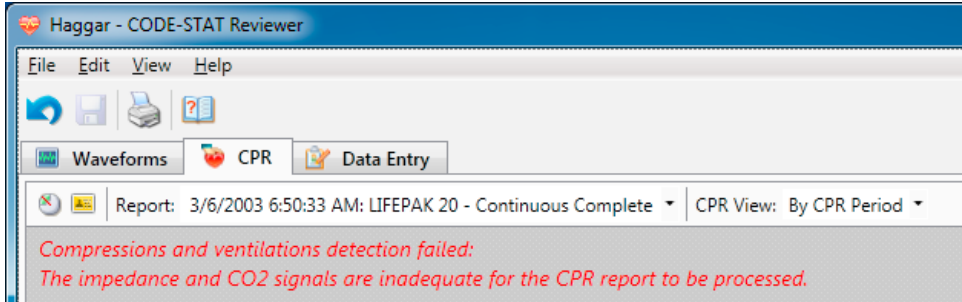 Haggar - CODE-STAT Reviewer
File Edit View Help
Waveforms CPR Data Entry
Report: 3/6/2003 6:50:33 AM: LIFEPAK 20 - Continuous Complete CPR View: By CPR Period
Compressions and ventilations detection failed:
The impedance and CO2 signals are inadequate for the CPR report to be processed.